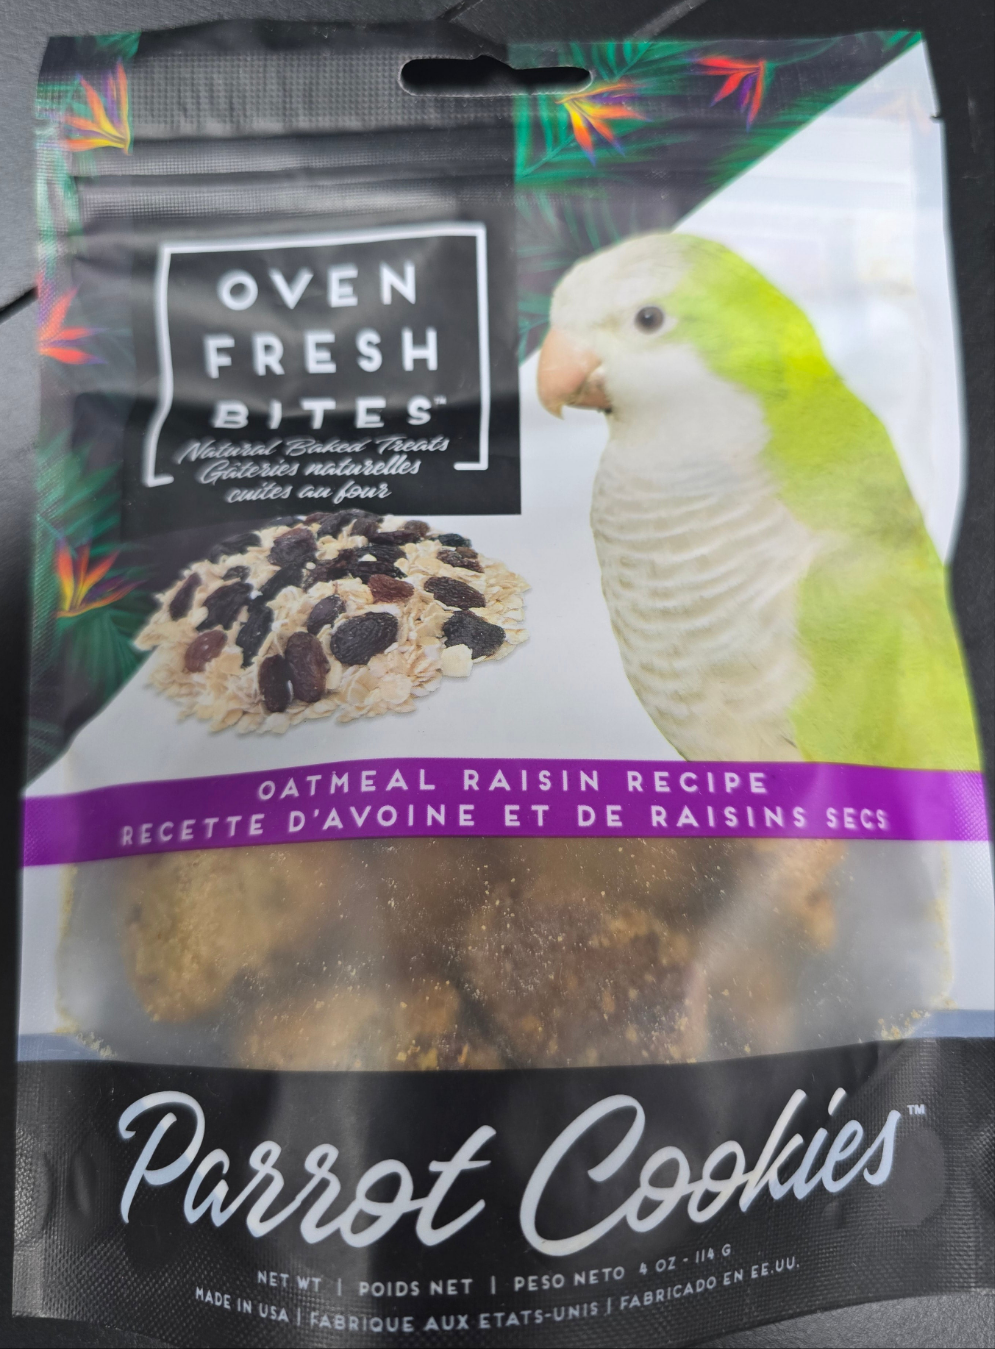 OVEN
FRESH
BITES™
Natural Baked Treats
Gâteries naturelles
cuites au four
OATMEAL RAISIN RECIPE
RECETTE D'AVOINE ET DE RAISINS SECS
Parrot Cookies™
NET WT | POIDS NET | PESO NETO 4 OZ - 114 G
MADE IN USA | FABRIQUE AUX ETATS-UNIS | FABRICADO EN EE.UU.